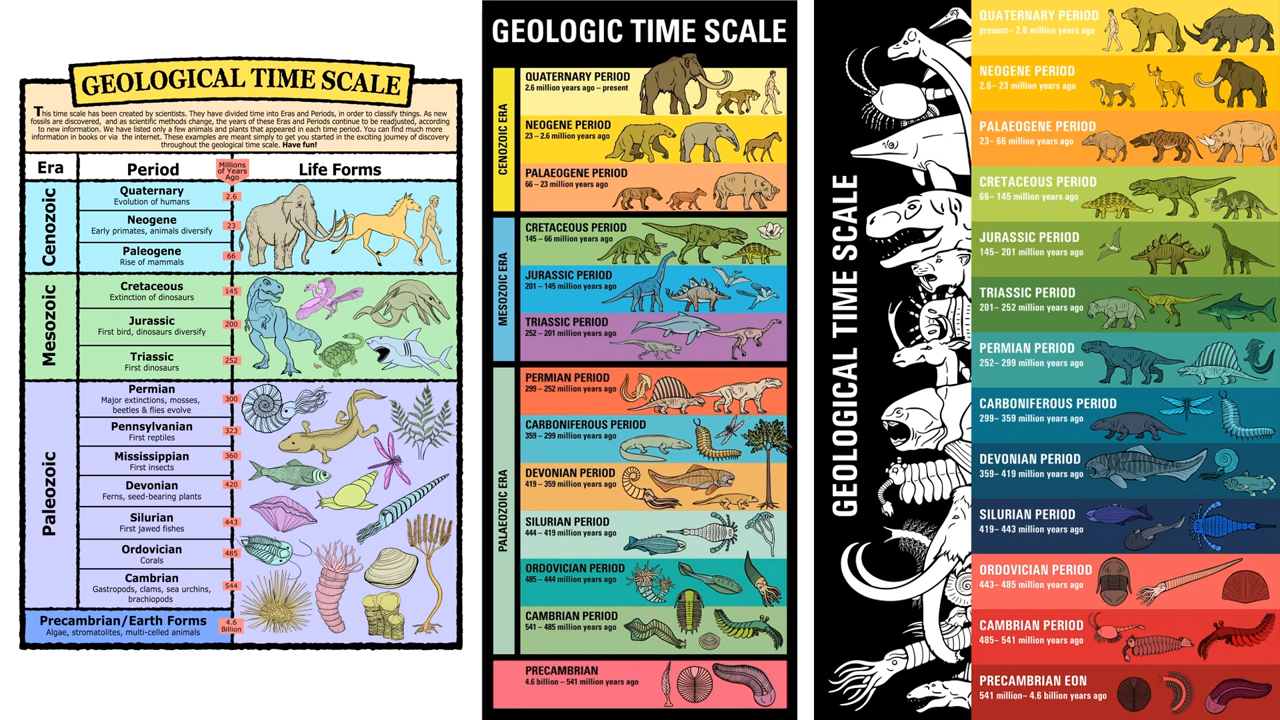 GEOLOGICAL TIME SCALE
This time scale has been created by scientists. They have divided time into Eras and Periods, in order to classify things. As new
fossils are discovered, and as scientific methods change, the years of these Eras and Periods continue to be readjusted, according
to new information. We have listed only a few animals and plants that appeared in each time period. You can find much more
information in books or via the internet. These examples are meant simply to get you started in the exciting journey of discovery
throughout the geological time scale. Have fun!
Era
Period
Millions
of Years
Ago
Life Forms
Cenozoic
Quaternary
Evolution of humans
2.6
Neogene
Early primates, animals diversify
23
Paleogene
Rise of mammals
66
Mesozoic
Cretaceous
Extinction of dinosaurs
145
Jurassic
First bird, dinosaurs diversify
200
Triassic
First dinosaurs
252
Paleozoic
Permian
Major extinctions, mosses,
beetles & flies evolve
300
Pennsylvanian
First reptiles
323
Mississippian
First insects
360
Devonian
Ferns, seed-bearing plants
420
Silurian
First jawed fishes
443
Ordovician
Corals
485
Cambrian
Gastropods, clams, sea urchins,
brachiopods
544
Precambrian/Earth Forms
Algae, stromatolites, multi-celled animals
4.6
Billion
GEOLOGIC TIME SCALE
CENOZOIC ERA
QUATERNARY PERIOD
2.6 million years ago – present
NEOGENE PERIOD
23 – 2.6 million years ago
PALAEOGENE PERIOD
66 – 23 million years ago
MESOZOIC ERA
CRETACEOUS PERIOD
145 – 66 million years ago
JURASSIC PERIOD
201 – 145 million years ago
TRIASSIC PERIOD
252 – 201 million years ago
PALAEOZOIC ERA
PERMIAN PERIOD
299 – 252 million years ago
CARBONIFEROUS PERIOD
359 – 299 million years ago
DEVONIAN PERIOD
419 – 359 million years ago
SILURIAN PERIOD
444 – 419 million years ago
ORDOVICIAN PERIOD
485 – 444 million years ago
CAMBRIAN PERIOD
541 – 485 million years ago
PRECAMBRIAN
4.6 billion – 541 million years ago
GEOLOGICAL TIME SCALE
QUATERNARY PERIOD
present– 2.6 million years ago
NEOGENE PERIOD
2.6– 23 million years ago
PALAEOGENE PERIOD
23– 66 million years ago
CRETACEOUS PERIOD
66– 145 million years ago
JURASSIC PERIOD
145– 201 million years ago
TRIASSIC PERIOD
201– 252 million years ago
PERMIAN PERIOD
252– 299 million years ago
CARBONIFEROUS PERIOD
299– 359 million years ago
DEVONIAN PERIOD
359– 419 million years ago
SILURIAN PERIOD
419– 443 million years ago
ORDOVICIAN PERIOD
443– 485 million years ago
CAMBRIAN PERIOD
485– 541 million years ago
PRECAMBRIAN EON
541 million– 4.6 billion years ago